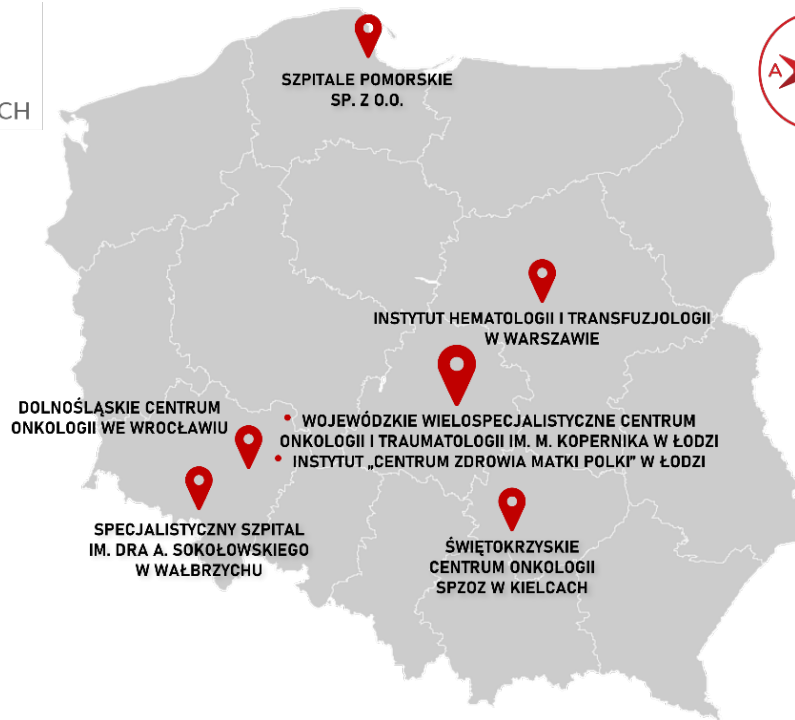 CH
A
SZPITALE POMORSKIE
SP. Z O.O.
INSTYTUT HEMATOLOGII I TRANSFUZJOLOGII
W WARSZAWIE
DOLNOŚLĄSKIE CENTRUM
ONKOLOGII WE WROCŁAWIU
• WOJEWÓDZKIE WIELOSPECJALISTYCZNE CENTRUM
ONKOLOGII I TRAUMATOLOGII IM. M. KOPERNIKA W ŁODZI
• INSTYTUT „CENTRUM ZDROWIA MATKI POLKI” W ŁODZI
SPECJALISTYCZNY SZPITAL
IM. DRA A. SOKOŁOWSKIEGO
W WAŁBRZYCHU
ŚWIĘTOKRZYSKIE
CENTRUM ONKOLOGII
SPZOZ W KIELCACH